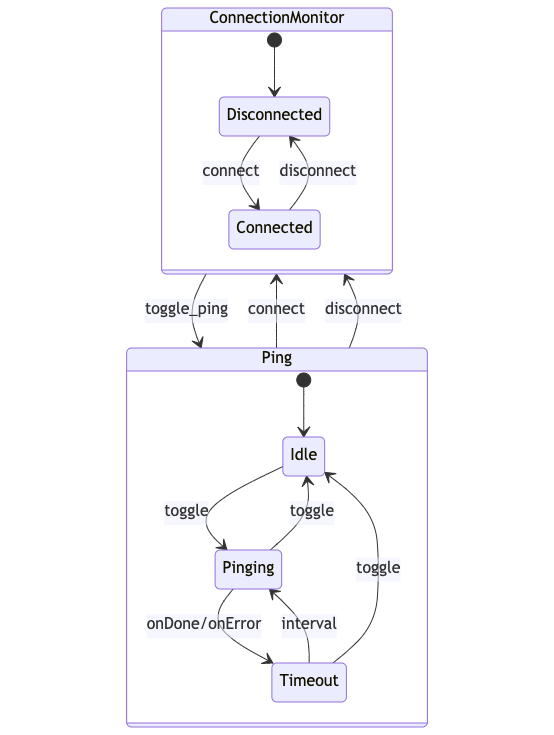 ConnectionMonitor
Disconnected
connect
disconnect
Connected
toggle_ping
connect
disconnect
Ping
Idle
toggle
toggle
Pinging
toggle
onDone/onError
interval
Timeout